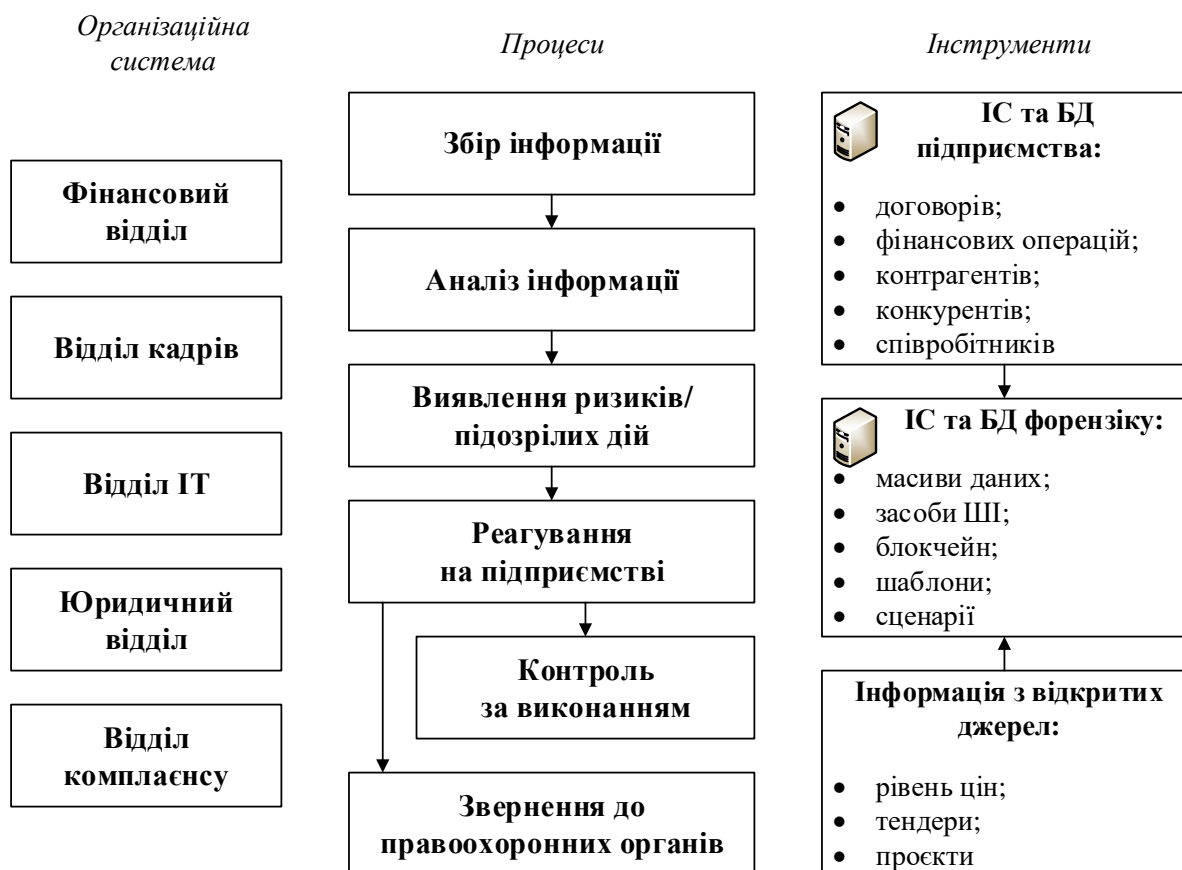 Організаційна
система
Фінансовий
відділ
Відділ кадрів
Відділ ІТ
Юридичний
відділ
Відділ
комплаєнсу
Процеси
Збір інформації
Аналіз інформації
Виявлення ризиків/
підозрілих дій
Реагування
на підприємстві
Контроль
за виконанням
Звернення до
правоохоронних органів
Інструменти
ІС та БД
підприємства:
• договорів;
• фінансових операцій;
• контрагентів;
• конкурентів;
• співробітників
ІС та БД форензіку:
• масиви даних;
• засоби ШІ;
• блокчейн;
• шаблони;
• сценарії
Інформація з відкритих
джерел:
• рівень цін;
• тендери;
• проєкти